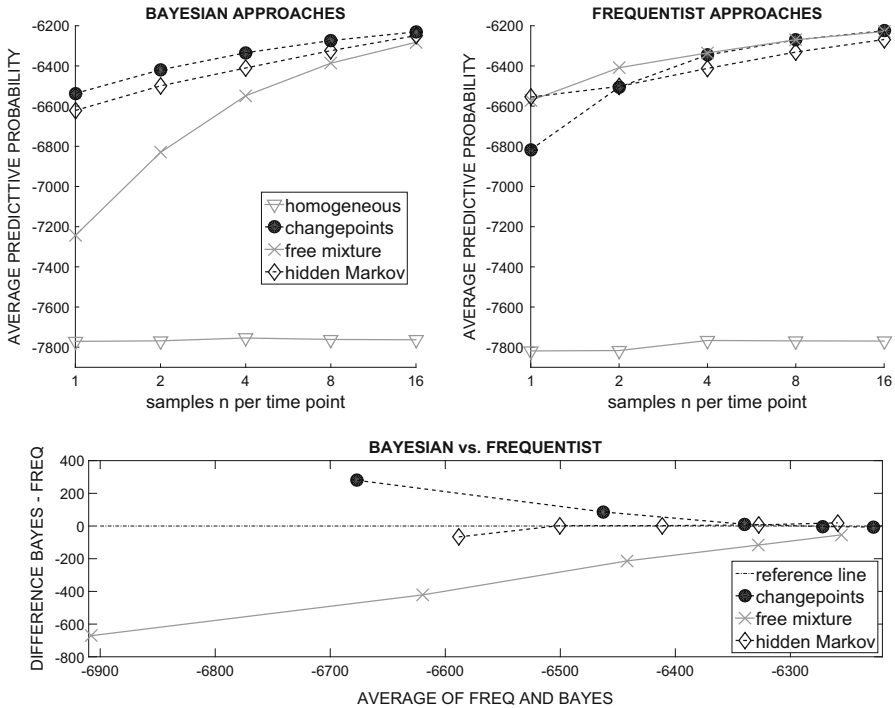 BAYESIAN APPROACHES
AVERAGE PREDICTTIVE PROBABILITY
-6200
-6400
-6600
-6800
-7000
-7200
-7400
-7600
-7800
homogeneous
changepoints
free mixture
hidden Markov
1 2 4 8 16
samples n per time point
FREQUENTIST APPROACHES
AVERAGE PREDICTTIVE PROBABILITY
-6200
-6400
-6600
-6800
-7000
-7200
-7400
-7600
-7800
1 2 4 8 16
samples n per time point
BAYESIAN vs. FREQUENTIST
DIFFERENCE BAYES - FREQ
400
200
0
-200
-400
-600
-800
reference line
changepoints
free mixture
hidden Markov
-6900 -6800 -6700 -6600 -6500 -6400 -6300
AVERAGE OF FREQ AND BAYES